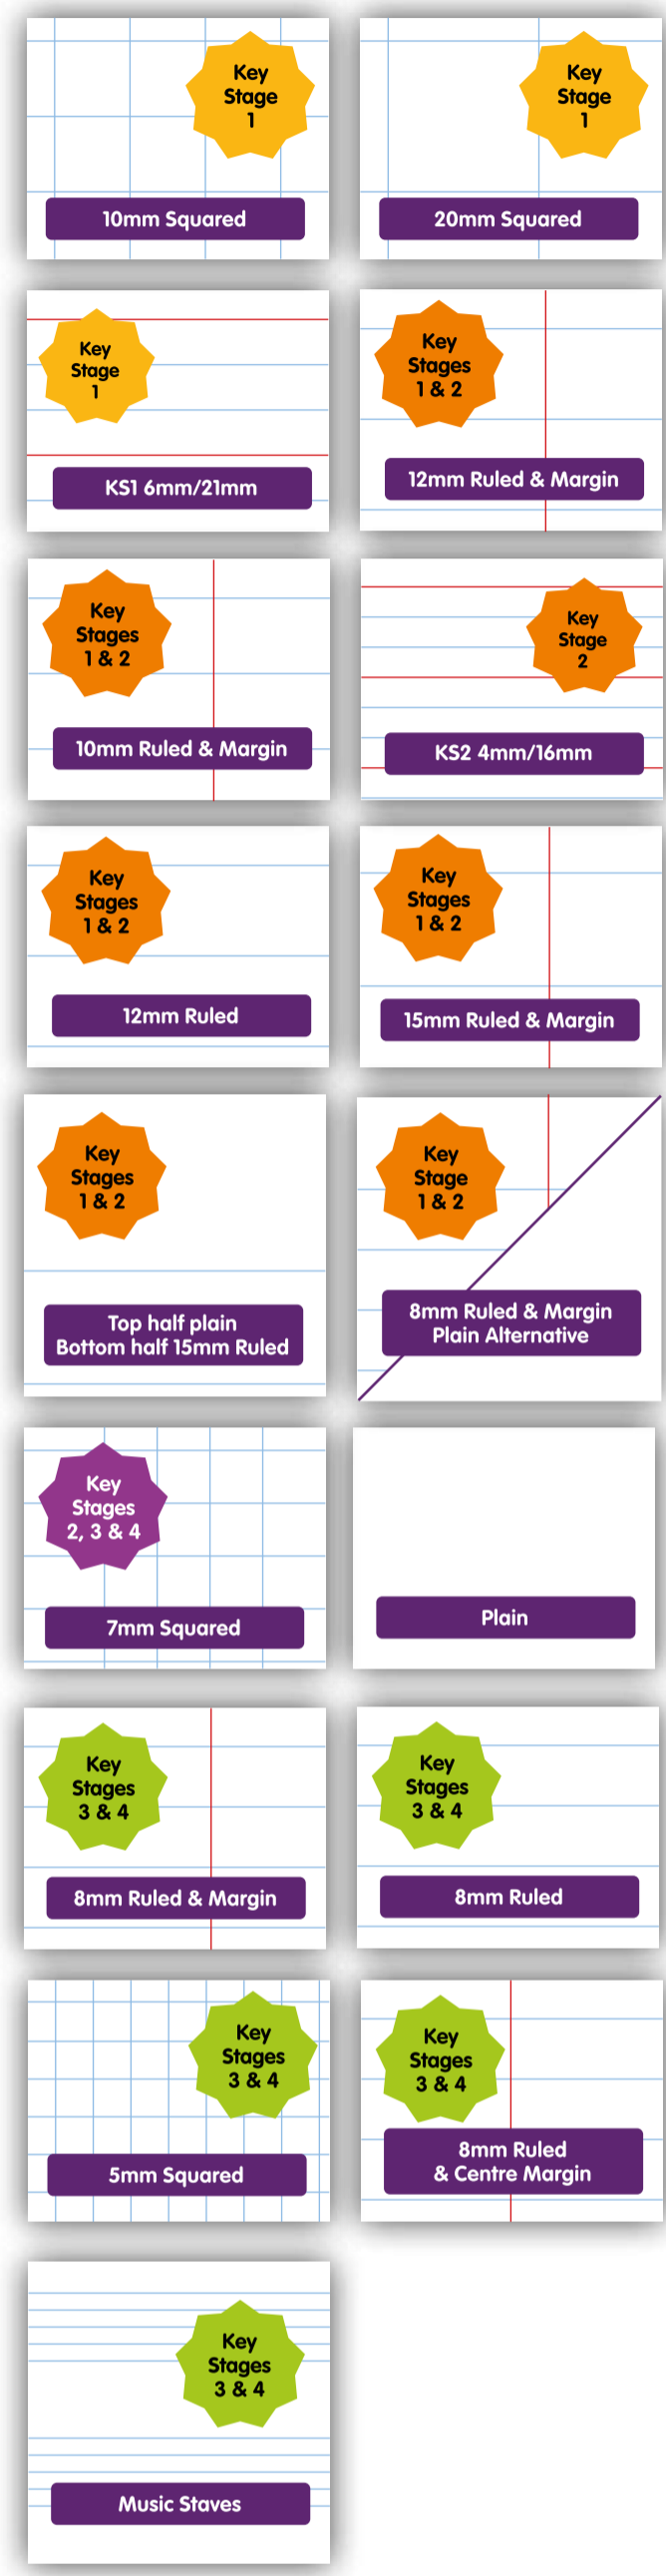 Key
Stage
1
10mm Squared
Key
Stage
1
20mm Squared
Key
Stage
1
KS1 6mm/21mm
Key
Stages
1 & 2
12mm Ruled & Margin
Key
Stages
1 & 2
10mm Ruled & Margin
Key
Stage
2
KS2 4mm/16mm
Key
Stages
1 & 2
12mm Ruled
Key
Stages
1 & 2
15mm Ruled & Margin
Key
Stages
1 & 2
Top half plain
Bottom half 15mm Ruled
Key
Stage
1 & 2
8mm Ruled & Margin
Plain Alternative
Key
Stages
2, 3 & 4
7mm Squared
Plain
Key
Stages
3 & 4
8mm Ruled & Margin
Key
Stages
3 & 4
8mm Ruled
Key
Stages
3 & 4
5mm Squared
Key
Stages
3 & 4
8mm Ruled
& Centre Margin
Key
Stages
3 & 4
Music Staves